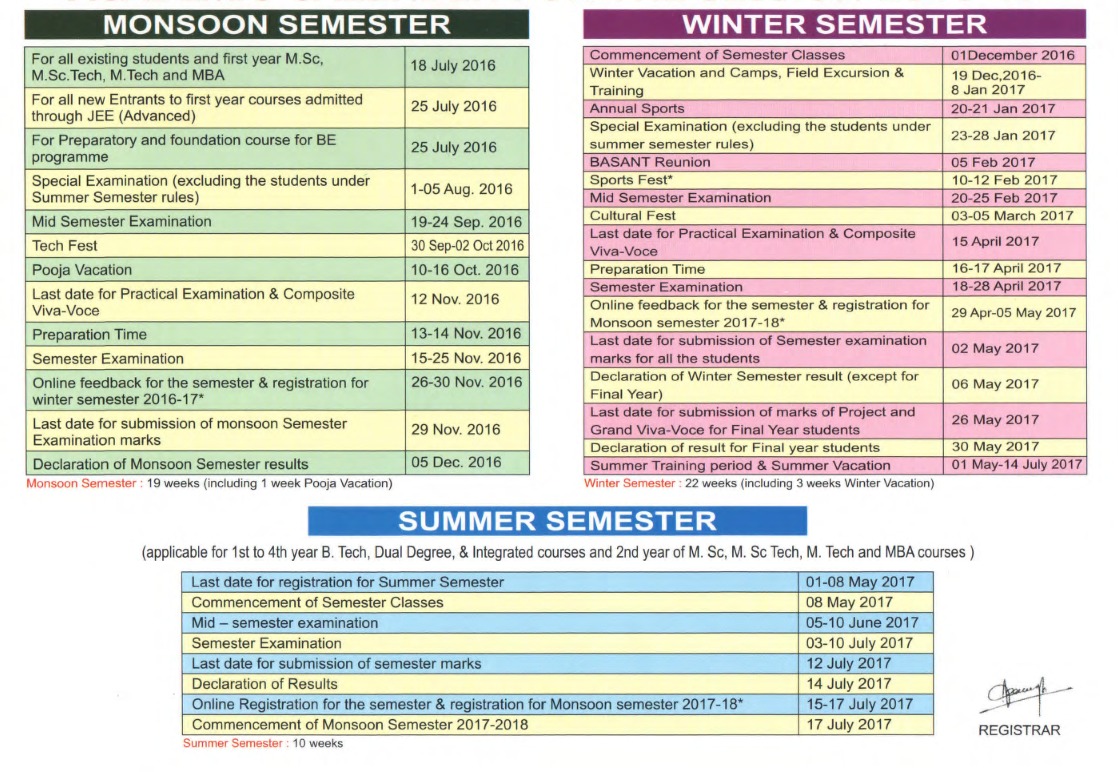 MONSOON SEMESTER
For all existing students and first year M.Sc,
M.Sc.Tech, M.Tech and MBA
18 July 2016
For all new Entrants to first year courses admitted
through JEE (Advanced)
25 July 2016
For Preparatory and foundation course for BE
programme
25 July 2016
Special Examination (excluding the students under
Summer Semester rules)
1-05 Aug. 2016
Mid Semester Examination 19-24 Sep. 2016
Tech Fest 30 Sep-02 Oct 2016
Pooja Vacation 10-16 Oct. 2016
Last date for Practical Examination & Composite
Viva-Voce
12 Nov. 2016
Preparation Time 13-14 Nov. 2016
Semester Examination 15-25 Nov. 2016
Online feedback for the semester & registration for
winter semester 2016-17*
26-30 Nov. 2016
Last date for submission of monsoon Semester
Examination marks
29 Nov. 2016
Declaration of Monsoon Semester results 05 Dec. 2016
Monsoon Semester : 19 weeks (including 1 week Pooja Vacation)
WINTER SEMESTER
Commencement of Semester Classes 01December 2016
Winter Vacation and Camps, Field Excursion &
Training
19 Dec,2016-
8 Jan 2017
Annual Sports 20-21 Jan 2017
Special Examination (excluding the students under
summer semester rules)
23-28 Jan 2017
BASANT Reunion 05 Feb 2017
Sports Fest* 10-12 Feb 2017
Mid Semester Examination 20-25 Feb 2017
Cultural Fest 03-05 March 2017
Last date for Practical Examination & Composite
Viva-Voce
15 April 2017
Preparation Time 16-17 April 2017
Semester Examination 18-28 April 2017
Online feedback for the semester & registration for
Monsoon semester 2017-18*
29 Apr-05 May 2017
Last date for submission of Semester examination
marks for all the students
02 May 2017
Declaration of Winter Semester result (except for
Final Year)
06 May 2017
Last date for submission of marks of Project and
Grand Viva-Voce for Final Year students
26 May 2017
Declaration of result for Final year students 30 May 2017
Summer Training period & Summer Vacation 01 May-14 July 2017
Winter Semester : 22 weeks (including 3 weeks Winter Vacation)
SUMMER SEMESTER
(applicable for 1st to 4th year B. Tech, Dual Degree, & Integrated courses and 2nd year of M. Sc, M. Sc Tech, M. Tech and MBA courses )
Last date for registration for Summer Semester 01-08 May 2017
Commencement of Semester Classes 08 May 2017
Mid – semester examination 05-10 June 2017
Semester Examination 03-10 July 2017
Last date for submission of semester marks 12 July 2017
Declaration of Results 14 July 2017
Online Registration for the semester & registration for Monsoon semester 2017-18* 15-17 July 2017
Commencement of Monsoon Semester 2017-2018 17 July 2017
Summer Semester : 10 weeks
REGISTRAR